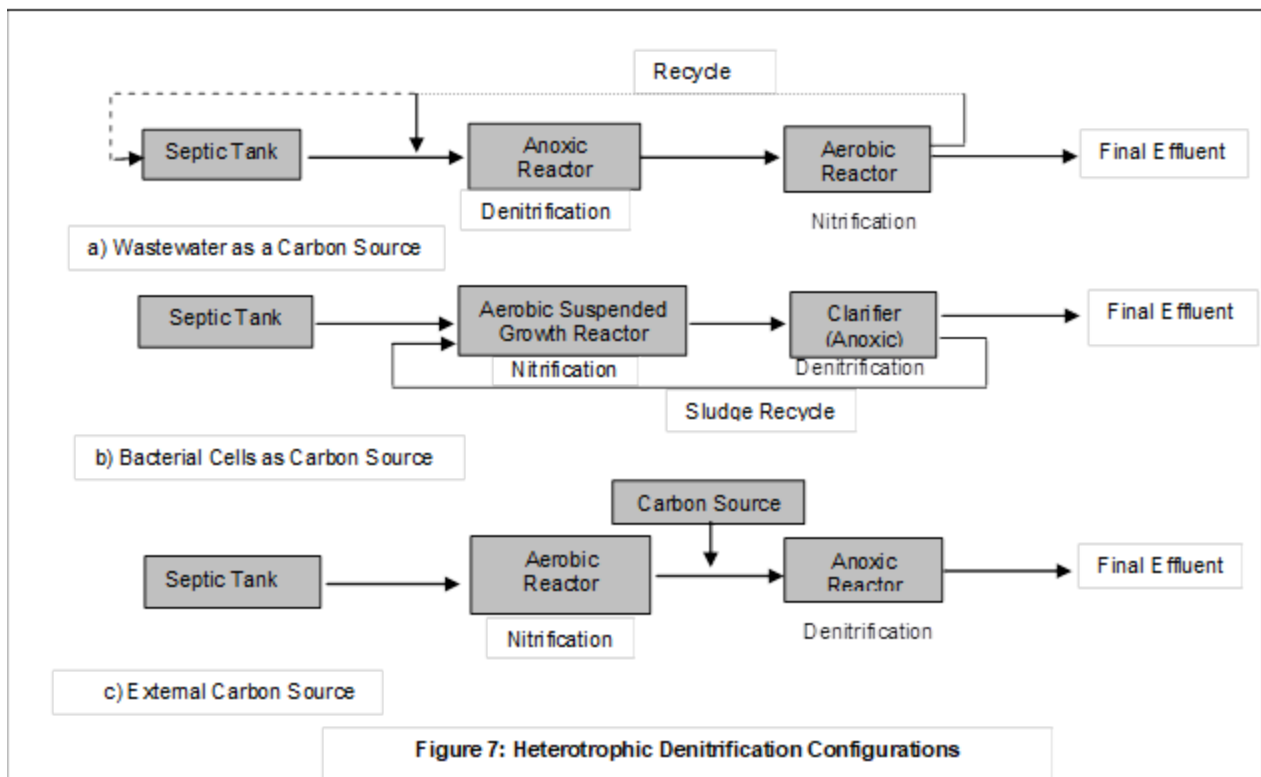 Recycle
Septic Tank
Anoxic
Reactor
Aerobic
Reactor
Final Effluent
Denitrification
Nitrification
a) Wastewater as a Carbon Source
Septic Tank
Aerobic Suspended
Growth Reactor
Clarifier
(Anoxic)
Final Effluent
Nitrification
Denitrification
Sludge Recycle
b) Bacterial Cells as Carbon Source
Carbon Source
Septic Tank
Aerobic
Reactor
Anoxic
Reactor
Final Effluent
Nitrification
Denitrification
c) External Carbon Source
Figure 7: Heterotrophic Denitrification Configurations